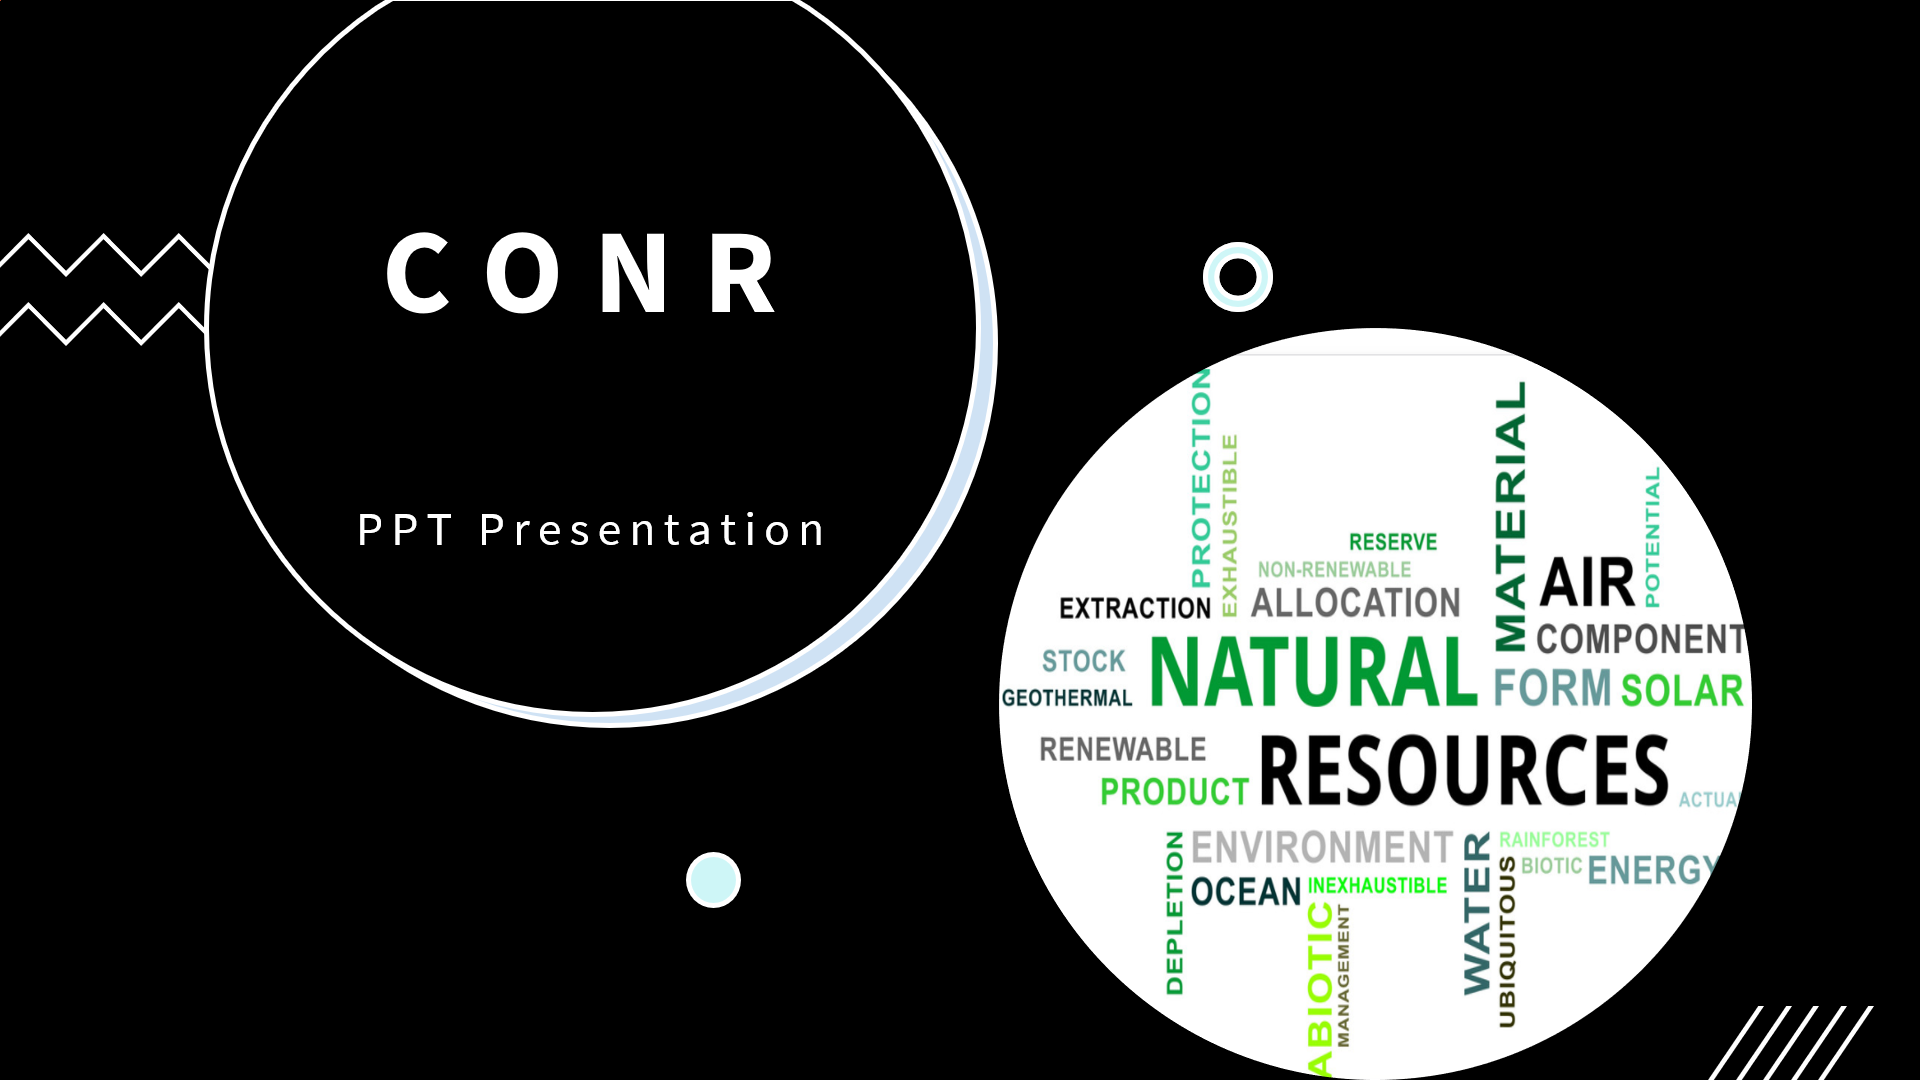 CONR
PPT Presentation
PROTECTION
EXHAUSTIBLE
MATERIAL
POTENTIAL
RESERVE
NON-RENEWABLE
AIR
EXTRACTION
ALLOCATION
COMPONENT
STOCK
NATURAL
FORM
SOLAR
GEOTHERMAL
RENEWABLE
RESOURCES
PRODUCT
ACTUA
DEPLETION
ENVIRONMENT
WATER
RAINFOREST
UBIQUITOUS
BIOTIC
ENERGY
OCEAN
INEXHAUSTIBLE
ABIOTIC
MANAGEMENT